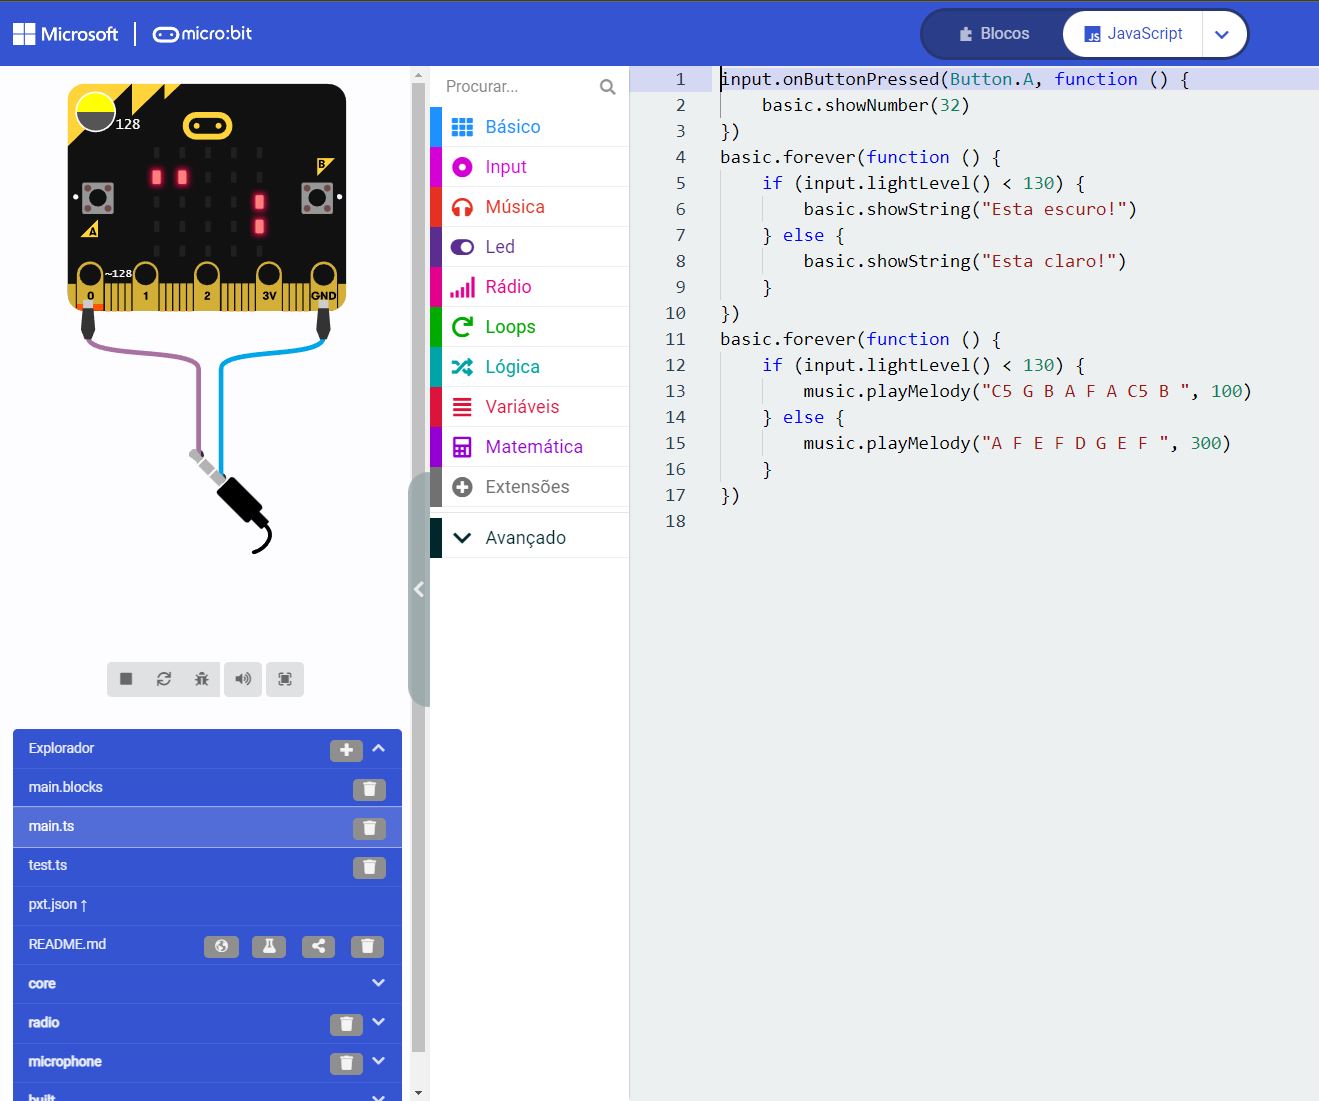 Microsoft | micro:bit
Blocos
JS JavaScript
128
B
A
~128
0 1 2 3V GND
Procurar...
Básico
Input
Música
Led
Rádio
Loops
Lógica
Variáveis
Matemática
Extensões
Avançado
1 input.onButtonPressed(Button.A, function () {
2     basic.showNumber(32)
3 })
4 basic.forever(function () {
5     if (input.lightLevel() < 130) {
6         basic.showString("Esta escuro!")
7     } else {
8         basic.showString("Esta claro!")
9     }
10 })
11 basic.forever(function () {
12     if (input.lightLevel() < 130) {
13         music.playMelody("C5 G B A F A C5 B ", 100)
14     } else {
15         music.playMelody("A F E F D G E F ", 300)
16     }
17 })
18
Explorador
main.blocks
main.ts
test.ts
pxt.json ↑
README.md
core
radio
microphone
built